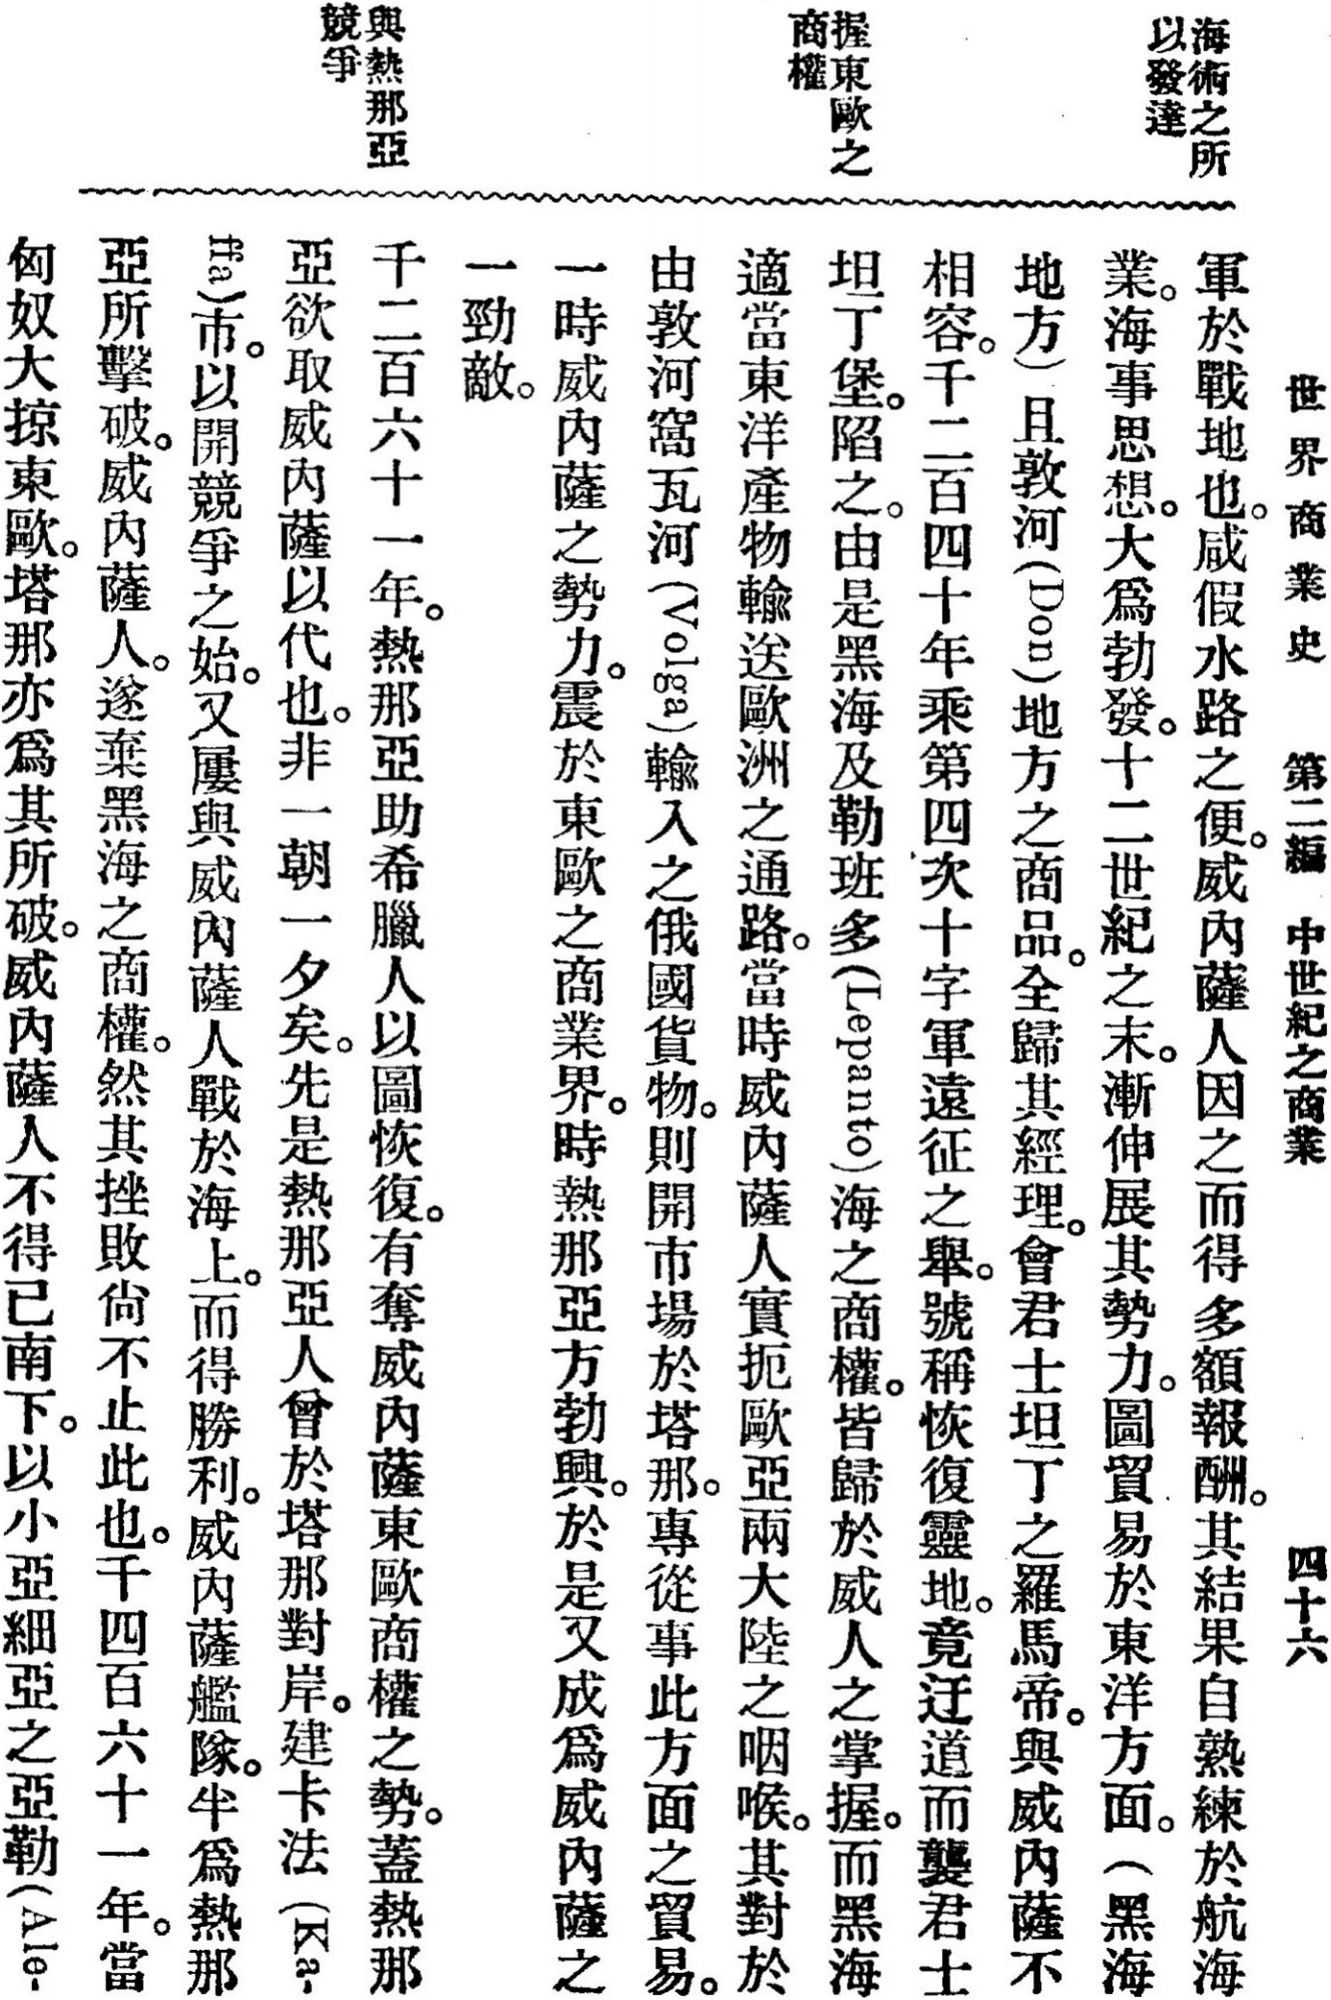 世界商業史　第二編　中世紀之商業　四十六
海術之所
以發達
握東歐之
商權
與熱那亞
競爭
軍於戰地也。咸假水路之便。威內薩人因之而得多額報酬。其結果自熟練於航海
業。海事思想。大爲勃發。十二世紀之末。漸伸展其勢力。圖貿易於東洋方面。(黑海
地方)且敦河(Don)地方之商品。全歸其經理。會君士坦丁之羅馬帝。與威內薩不
相容。千二百四十年乘第四次十字軍遠征之舉。號稱恢復靈地。竟迂道而襲君士
坦丁堡。陷之。由是黑海及勒班多(Lepanto)海之商權。皆歸於威人之掌握。而黑海
適當東洋產物輸送歐洲之通路。當時威內薩人實扼歐亞兩大陸之咽喉。其對於
由敦河窩瓦河(Volga)輸入之俄國貨物。則開市場於塔那。專從事此方面之貿易。
一時威內薩之勢力。震於東歐之商業界。時熱那亞方勃興。於是又成爲威內薩之
一勁敵。
千二百六十一年。熱那亞助希臘人以圖恢復。有奪威內薩東歐商權之勢。蓋熱那
亞欲取威內薩以代也。非一朝一夕矣。先是熱那亞人曾於塔那對岸。建卡法(Ka-
ffa)市。以開競爭之始。又屢與威內薩人戰於海上。而得勝利。威內薩艦隊。半爲熱那
亞所擊破。威內薩人。遂棄黑海之商權。然其挫敗尙不止此也。千四百六十一年。當
匈奴大掠東歐。塔那亦爲其所破。威內薩人不得已南下。以小亞細亞之亞勒(Ale-